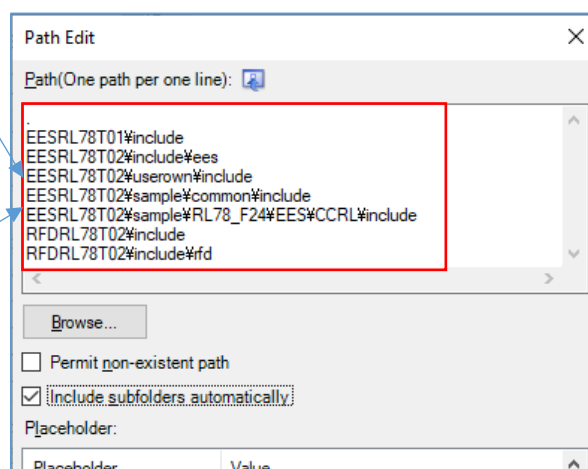 Path Edit
Path(One path per one line):
.
EESRL78T01¥include
EESRL78T02¥include¥ees
EESRL78T02¥userown¥include
EESRL78T02¥sample¥common¥include
EESRL78T02¥sample¥RL78_F24¥EES¥CCRL¥include
RFDRL78T02¥include
RFDRL78T02¥include¥rfd
Browse...
Permit non-existent path
Include subfolders automatically
Placeholder:
Placeholder Value